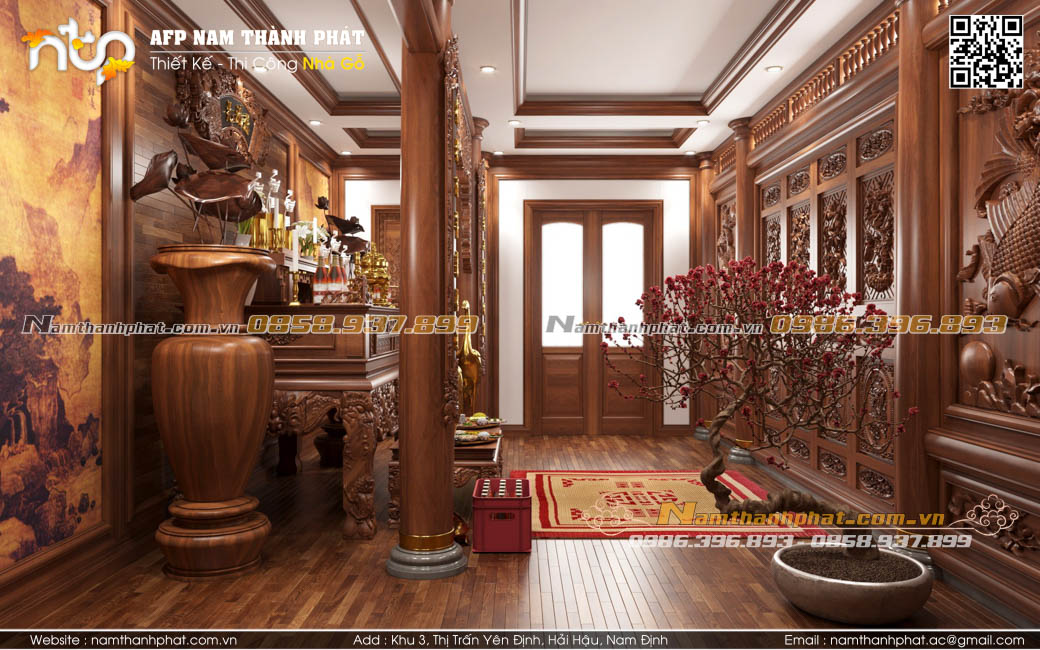 ntp
AFP NAM THÀNH PHÁT
Thiết Kế - Thi Công Nhà Gỗ
Namthanhphat.com.vn 0858.937.899
Namthanhphat.com.vn 0986.396.893
Namthanhphat.com.vn
0986.396.893 - 0858.937.899
Website : namthanhphat.com.vn
Add : Khu 3, Thị Trấn Yên Định, Hải Hậu, Nam Định
Email : namthanhphat.ac@gmail.com